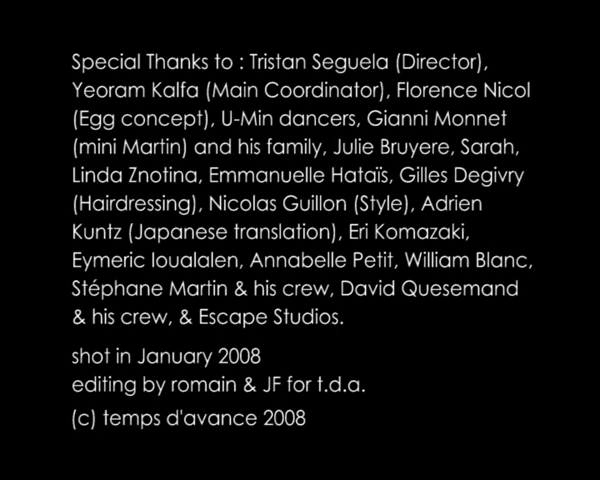 Special Thanks to : Tristan Seguela (Director),
Yeoram Kalfa (Main Coordinator), Florence Nicol
(Egg concept), U-Min dancers, Gianni Monnet
(mini Martin) and his family, Julie Bruyere, Sarah,
Linda Znotina, Emmanuelle Hataïs, Gilles Degivry
(Hairdressing), Nicolas Guillon (Style), Adrien
Kuntz (Japanese translation), Eri Komazaki,
Eymeric Ioualalen, Annabelle Petit, William Blanc,
Stéphane Martin & his crew, David Quesemand
& his crew, & Escape Studios.
shot in January 2008
editing by romain & JF for t.d.a.
(c) temps d'avance 2008